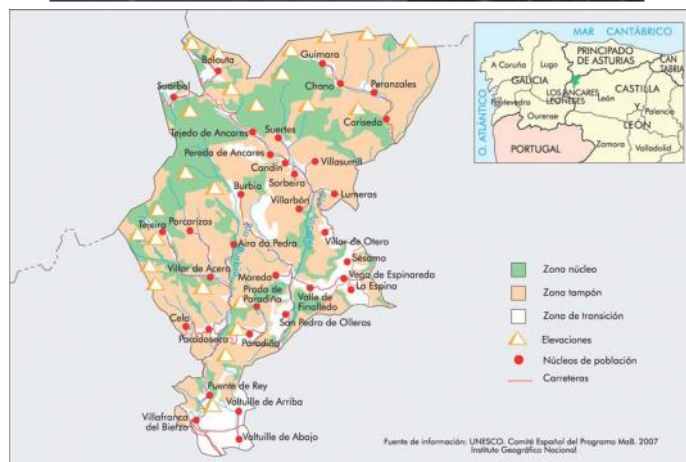 MAR CANTÁBRICO
PRINCIPADO
DE ASTURIAS
CAN
TABRIA
A Coruña
Lugo
GALICIA
LOS ANCARES
LEONESES
León
CASTILLA
Y
LEÓN
Palencia
Pontevedra
Ourense
O. ATLÁNTICO
PORTUGAL
Zamora
Valladolid
Balouta
Suarbol
Guímara
Chano
Peranzales
Cariseda
Tejedo de Ancares
Suertes
Pereda de Ancares
Candín
Villasumil
Sorbeira
Burbia
Lumeras
Villarbón
Tejeira
Porcarizas
Aira da Pedra
Villar de Otero
Sésamo
Villar de Acero
Moreda
Vega de Espinareda
La Espina
Prado de
Paradiña
Valle de
Finolledo
San Pedro de Olleros
Cela
Paradaseca
Paradiña
Puente de Rey
Valtuille de Arriba
Villafranca
del Bierzo
Valtuille de Abajo
Zona núcleo
Zona tampón
Zona de transición
Elevaciones
Núcleos de población
Carreteras
Fuente de información: UNESCO. Comité Español del Programa MaB. 2007
Instituto Geográfico Nacional